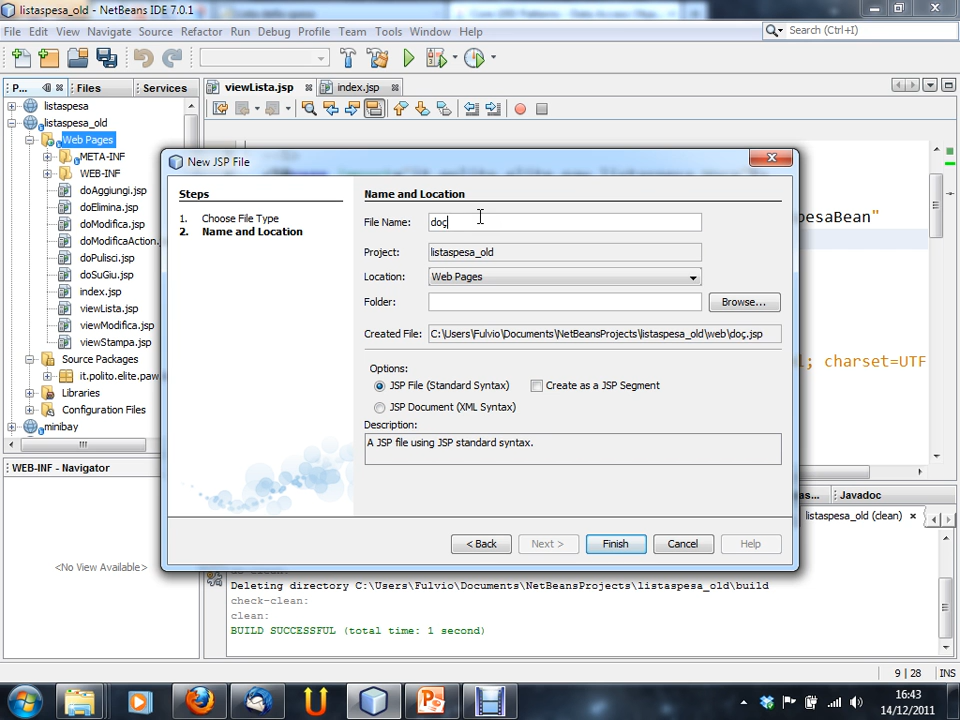 listaspesa_old - NetBeans IDE 7.0.1
File Edit View Navigate Source Refactor Run Debug Profile Team Tools Window Help
Search (Ctrl+I)
P... Files Services
viewLista.jsp index.jsp
listaspesa
listaspesa_old
Web Pages
META-INF
WEB-INF
doAggiungi.jsp
doElimina.jsp
doModifica.jsp
doModificaAction.
doPulisci.jsp
doSuGiu.jsp
index.jsp
viewLista.jsp
viewModifica.jsp
viewStampa.jsp
Source Packages
it.polito.elite.paw
Libraries
Configuration Files
minibay
New JSP File
Steps
1. Choose File Type
2. Name and Location
Name and Location
File Name: doç
Project: listaspesa_old
Location: Web Pages
Folder:
Browse...
Created File: C:\Users\Fulvio\Documents\NetBeansProjects\listaspesa_old\web\doç.jsp
Options:
JSP File (Standard Syntax) Create as a JSP Segment
JSP Document (XML Syntax)
Description:
A JSP file using JSP standard syntax.
< Back Next > Finish Cancel Help
pesaBean"
l; charset=UTF
WEB-INF - Navigator
<No View Available>
as... Javadoc
listaspesa_old (clean)
Deleting directory C:\Users\Fulvio\Documents\NetBeansProjects\listaspesa_old\build
check-clean:
clean:
BUILD SUCCESSFUL (total time: 1 second)
9 | 28 INS
16:43
14/12/2011